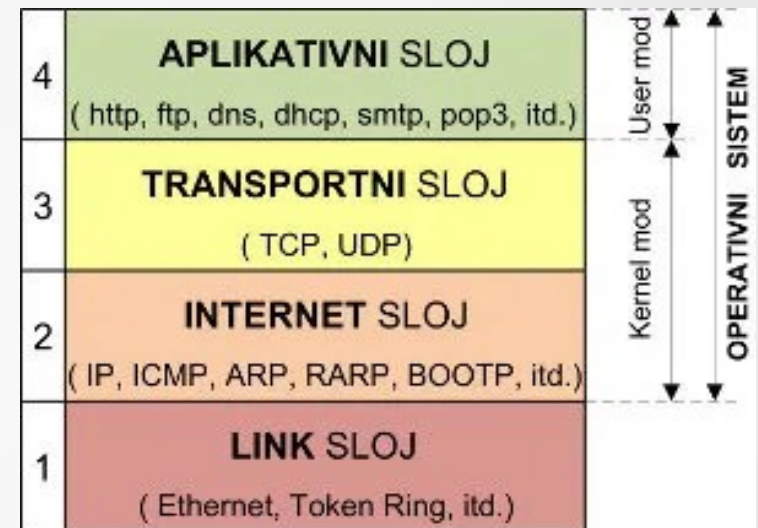 4
APLIKATIVNI SLOJ
( http, ftp, dns, dhcp, smtp, pop3, itd.)
3
TRANSPORTNI SLOJ
( TCP, UDP)
2
INTERNET SLOJ
( IP, ICMP, ARP, RARP, BOOTP, itd.)
1
LINK SLOJ
( Ethernet, Token Ring, itd.)
User mod
Kernel mod
OPERATIVNI SISTEM